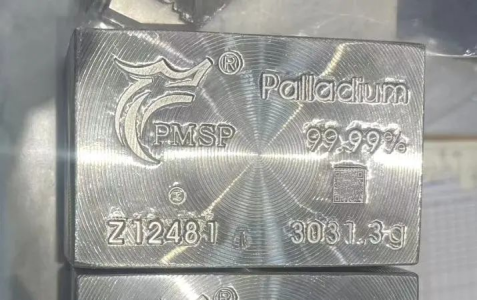 ®
Palladium
PMSP
99.99%
Z12481
3031.3g
®